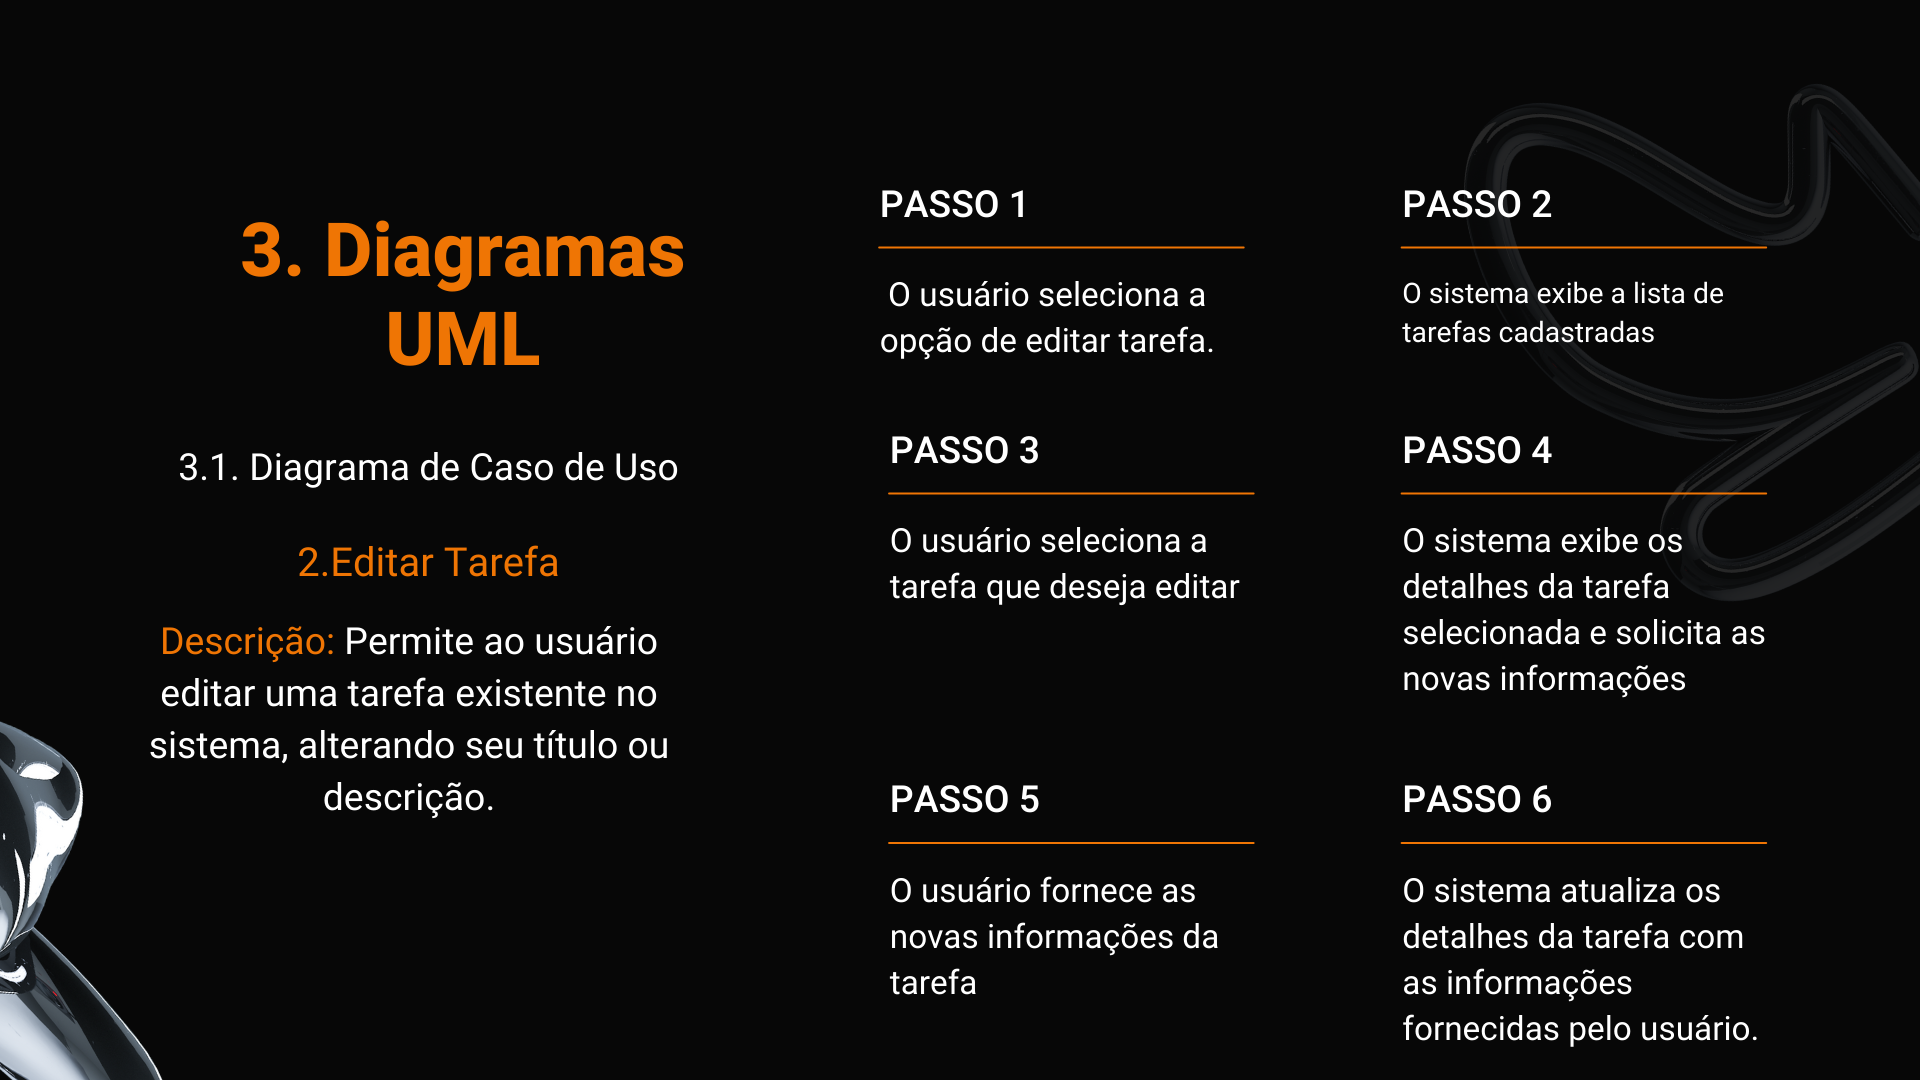 3. Diagramas
UML
3.1. Diagrama de Caso de Uso
2.Editar Tarefa
Descrição: Permite ao usuário
editar uma tarefa existente no
sistema, alterando seu título ou
descrição.
PASSO 1
O usuário seleciona a
opção de editar tarefa.
PASSO 2
O sistema exibe a lista de
tarefas cadastradas
PASSO 3
O usuário seleciona a
tarefa que deseja editar
PASSO 4
O sistema exibe os
detalhes da tarefa
selecionada e solicita as
novas informações
PASSO 5
O usuário fornece as
novas informações da
tarefa
PASSO 6
O sistema atualiza os
detalhes da tarefa com
as informações
fornecidas pelo usuário.